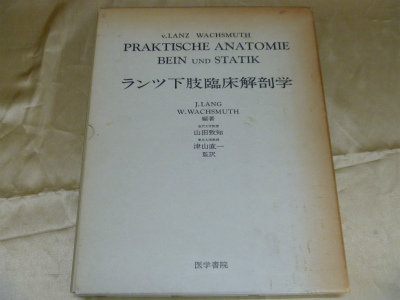 v.LANZ WACHSMUTH
PRAKTISCHE ANATOMIE
BEIN UND STATIK
ランツ下肢臨床解剖学
J.LANG
W.WACHSMUTH
編著
山田致知
津山直一
監訳
医学書院